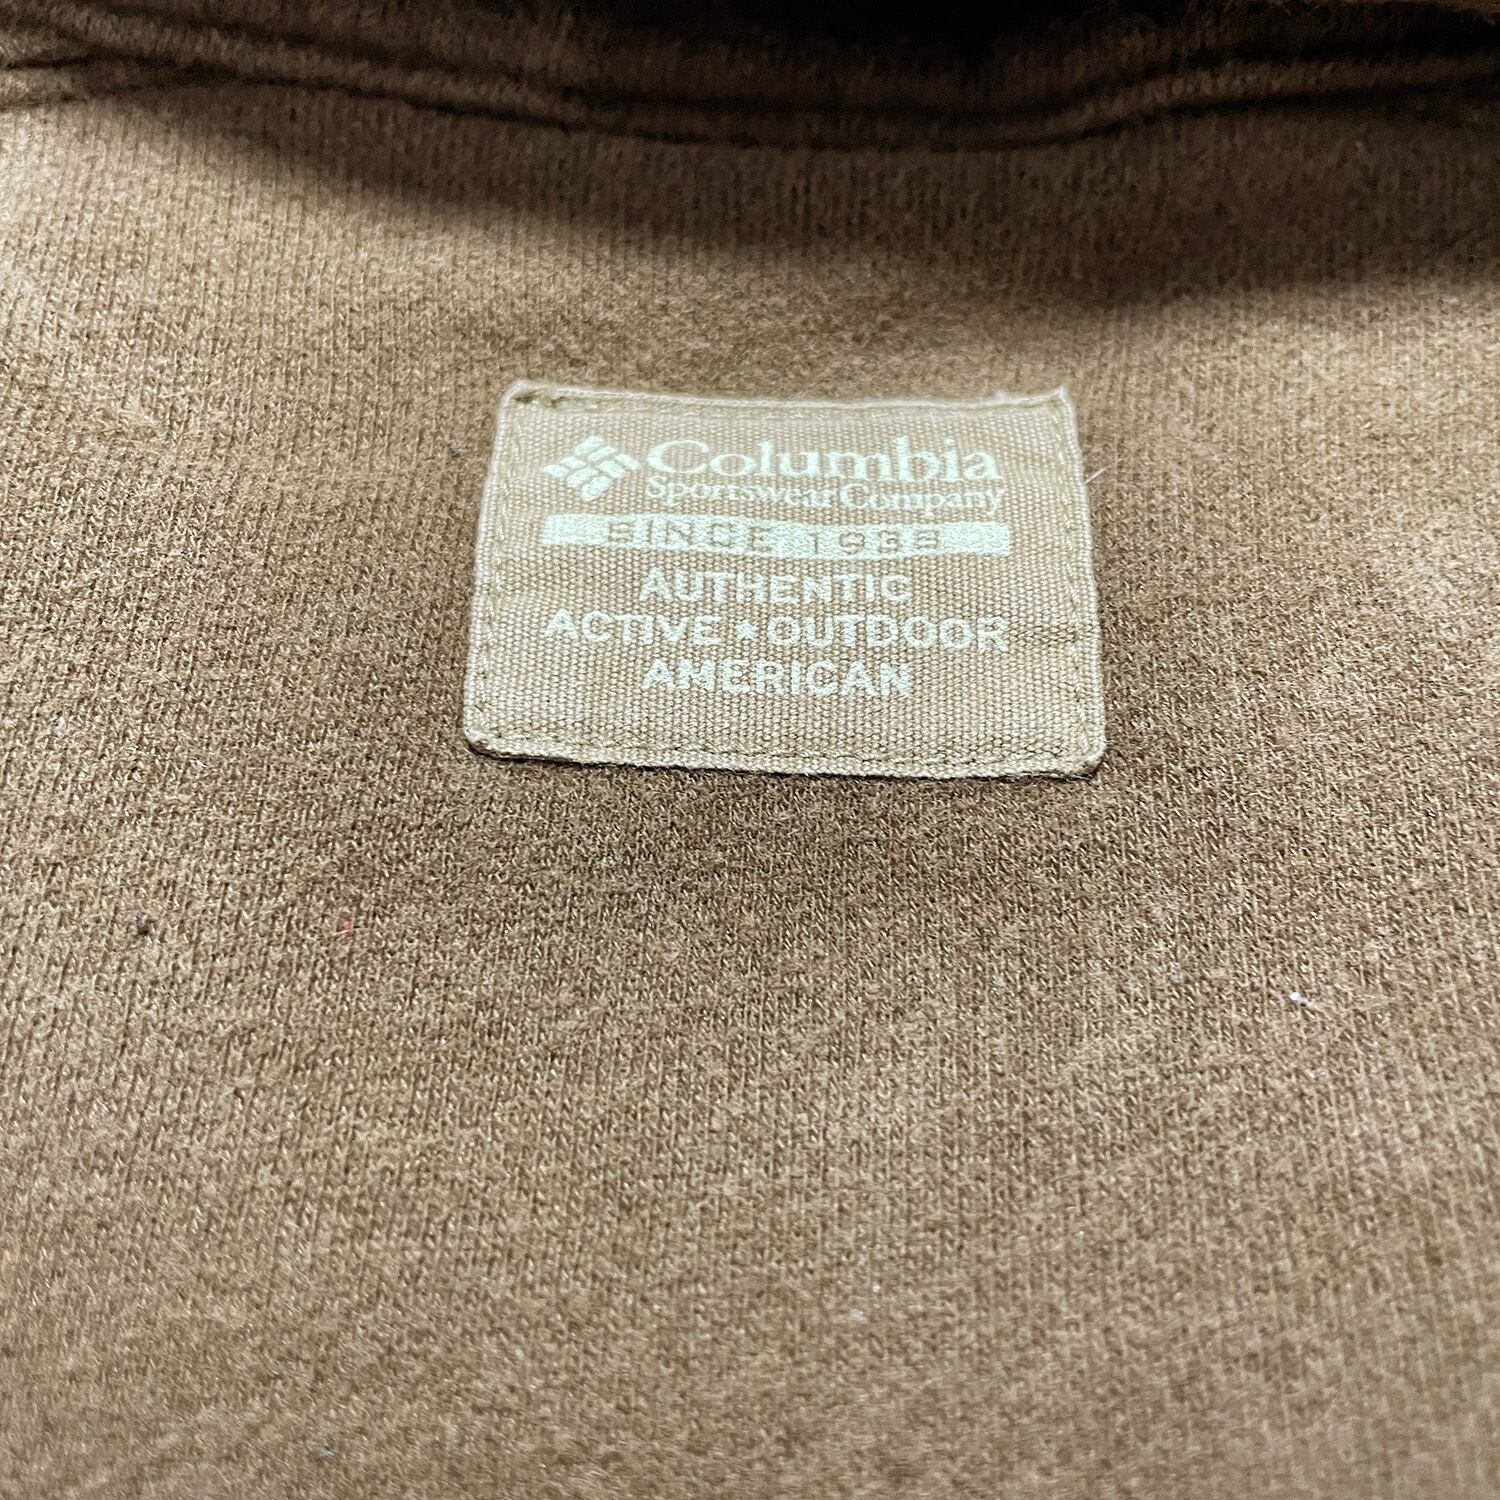 Columbia
Sportswear Company
SINCE 1938
AUTHENTIC
ACTIVE★OUTDOOR
AMERICAN